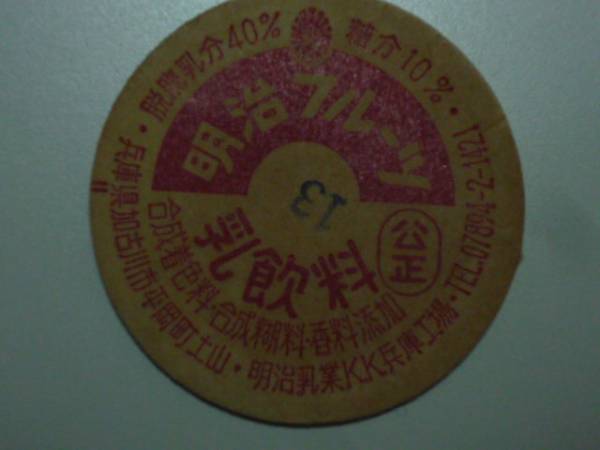 脱脂乳分40%
糖分10%
明治フルーツ
13
乳飲料
公正
合成着色料・合成糊料・香料添加
兵庫県加古川市平岡町土山・明治乳業KK兵庫工場・TEL.07894-2-1121